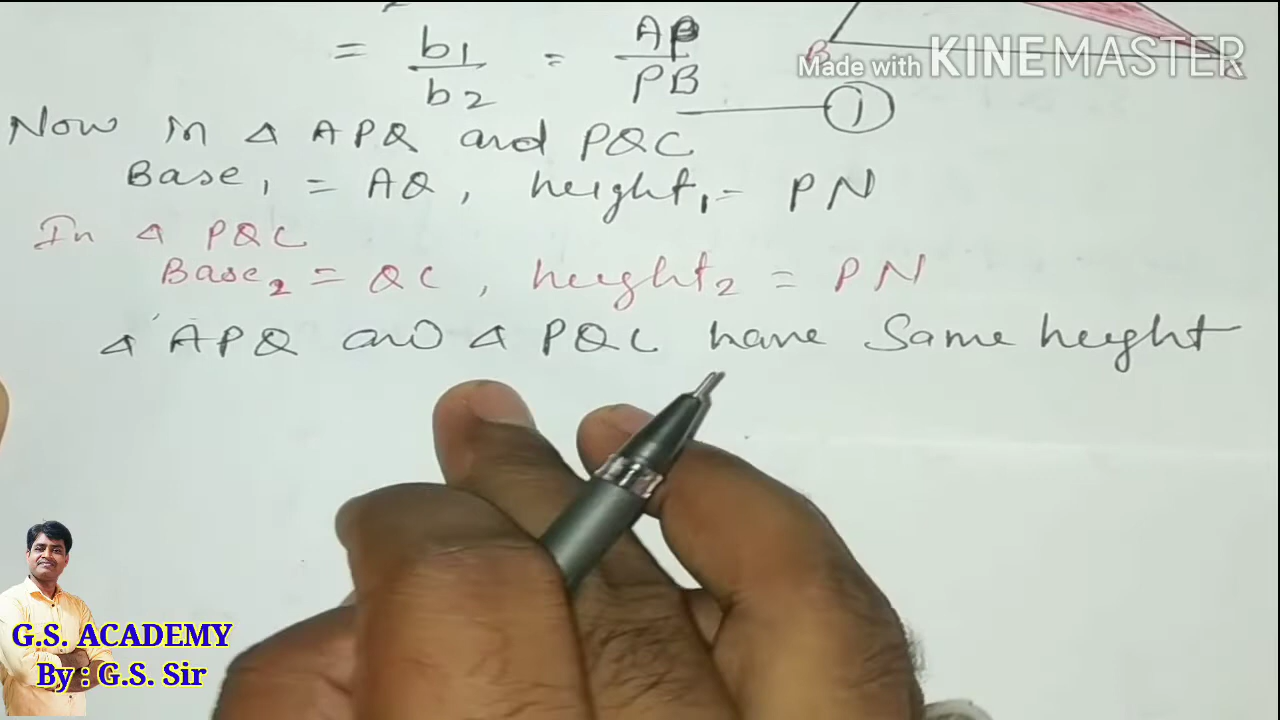 = b1/b2 = AP/PB
B
Made with KINEMASTER
1
Now in △ APQ and PQC
Base1 = AQ, height1 = PN
In △ PQC
Base2 = QC, height2 = PN
△ APQ and △ PQC have same height
G.S. ACADEMY
By : G.S. Sir